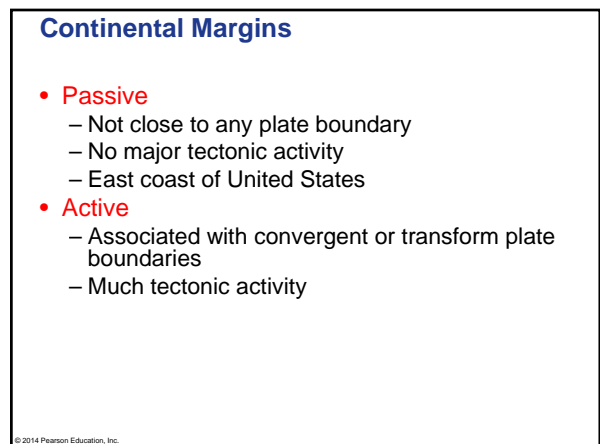 Continental Margins
• Passive
– Not close to any plate boundary
– No major tectonic activity
– East coast of United States
• Active
– Associated with convergent or transform plate
boundaries
– Much tectonic activity
© 2014 Pearson Education, Inc.